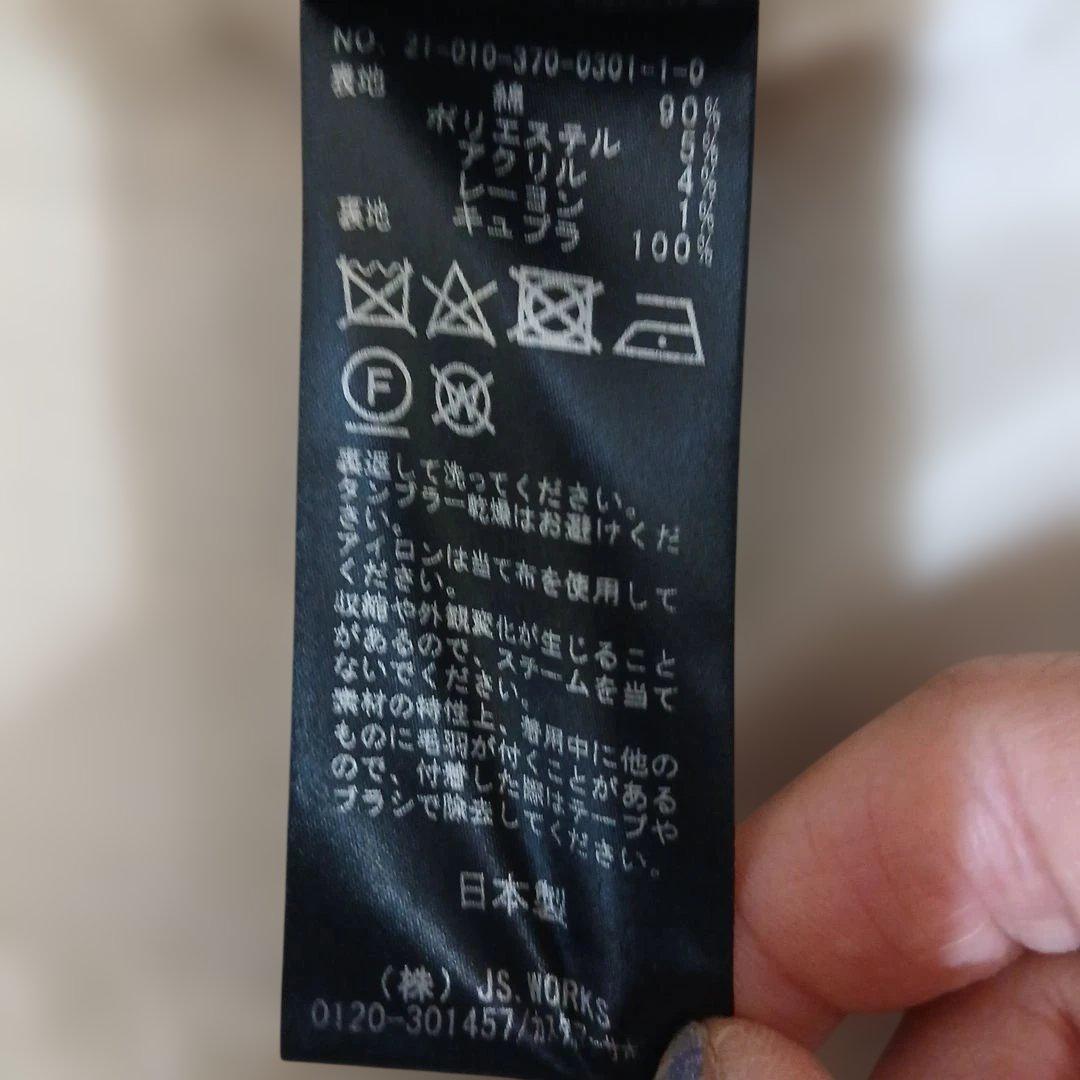 NO. 21-010-370-0301-1-0
表地 綿 90%
ポリエステル 5%
アクリル 4%
レーヨン 1%
裏地 キュプラ 100%
F
W
裏返して洗ってください。
タンブラー乾燥はお避けくだ
さい。
アイロンは当て布を使用して
ください。
収縮や外観変化が生じること
があるので、スチームを当て
ないでください。
素材の特性上、着用中に他の
ものに毛羽が付くことがある
ので、付着した際はテープや
ブラシで除去してください。
日本製
(株) JS.WORKS
0120-301457/